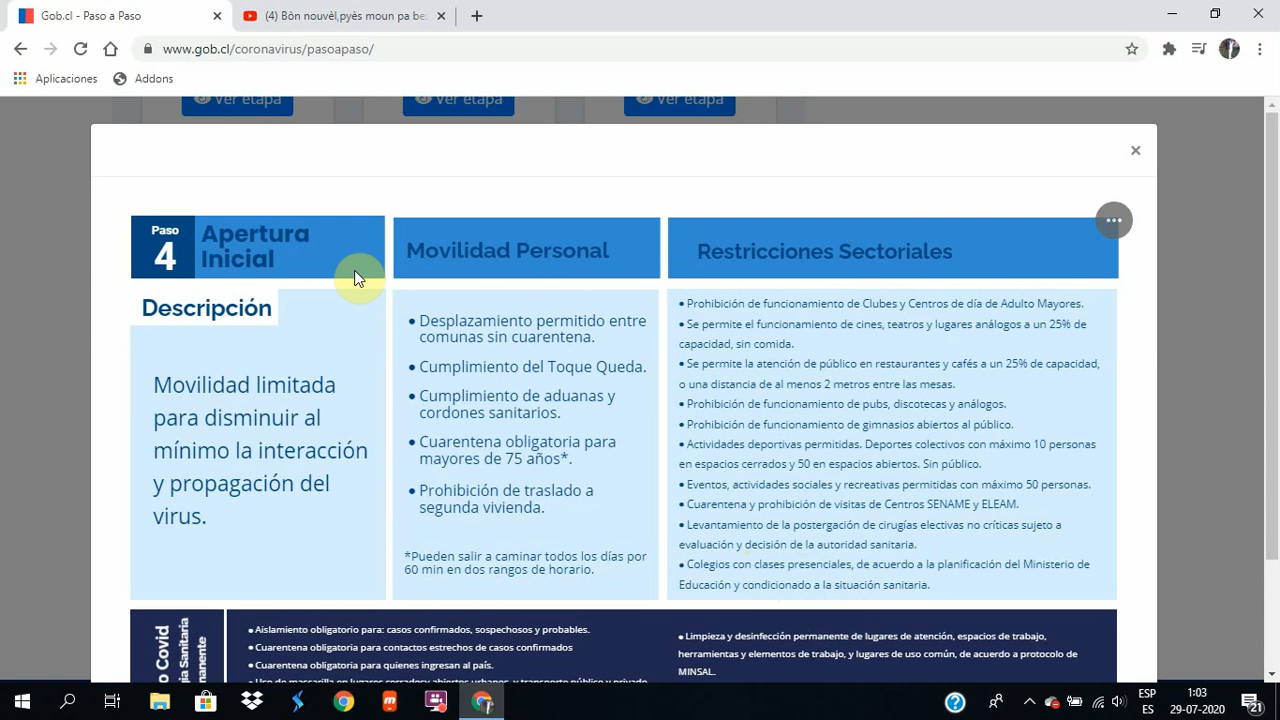 Gob.cl - Paso a Paso
(4) Bòn nouvèl,pyès moun pa be
www.gob.cl/coronavirus/pasoapaso/
Aplicaciones
Addons
Ver etapa
Ver etapa
Ver etapa
Paso
4
Apertura
Inicial
Descripción
Movilidad limitada
para disminuir al
mínimo la interacción
y propagación del
virus.
Movilidad Personal
• Desplazamiento permitido entre
comunas sin cuarentena.
• Cumplimiento del Toque Queda.
• Cumplimiento de aduanas y
cordones sanitarios.
• Cuarentena obligatoria para
mayores de 75 años*.
• Prohibición de traslado a
segunda vivienda.
*Pueden salir a caminar todos los días por
60 min en dos rangos de horario.
Restricciones Sectoriales
• Prohibición de funcionamiento de Clubes y Centros de día de Adulto Mayores.
• Se permite el funcionamiento de cines, teatros y lugares análogos a un 25% de
capacidad, sin comida.
• Se permite la atención de público en restaurantes y cafés a un 25% de capacidad,
o una distancia de al menos 2 metros entre las mesas.
• Prohibición de funcionamiento de pubs, discotecas y análogos.
• Prohibición de funcionamiento de gimnasios abiertos al público.
• Actividades deportivas permitidas. Deportes colectivos con máximo 10 personas
en espacios cerrados y 50 en espacios abiertos. Sin público.
• Eventos, actividades sociales y recreativas permitidas con máximo 50 personas.
• Cuarentena y prohibición de visitas de Centros SENAME y ELEAM.
• Levantamiento de la postergación de cirugías electivas no críticas sujeto a
evaluación y decisión de la autoridad sanitaria.
• Colegios con clases presenciales, de acuerdo a la planificación del Ministerio de
Educación y condicionado a la situación sanitaria.
Covid
Sanitaria
• Aislamiento obligatorio para: casos confirmados, sospechosos y probables.
• Cuarentena obligatoria para contactos estrechos de casos confirmados
• Cuarentena obligatoria para quienes ingresan al país.
• Uso de mascarilla en lugares cerrados, abiertos urbanos, y transporte público y privado
• Limpieza y desinfección permanente de lugares de atención, espacios de trabajo,
herramientas y elementos de trabajo, y lugares de uso común, de acuerdo a protocolo de
MINSAL.
ESP
ES
1:03
29-07-2020
21